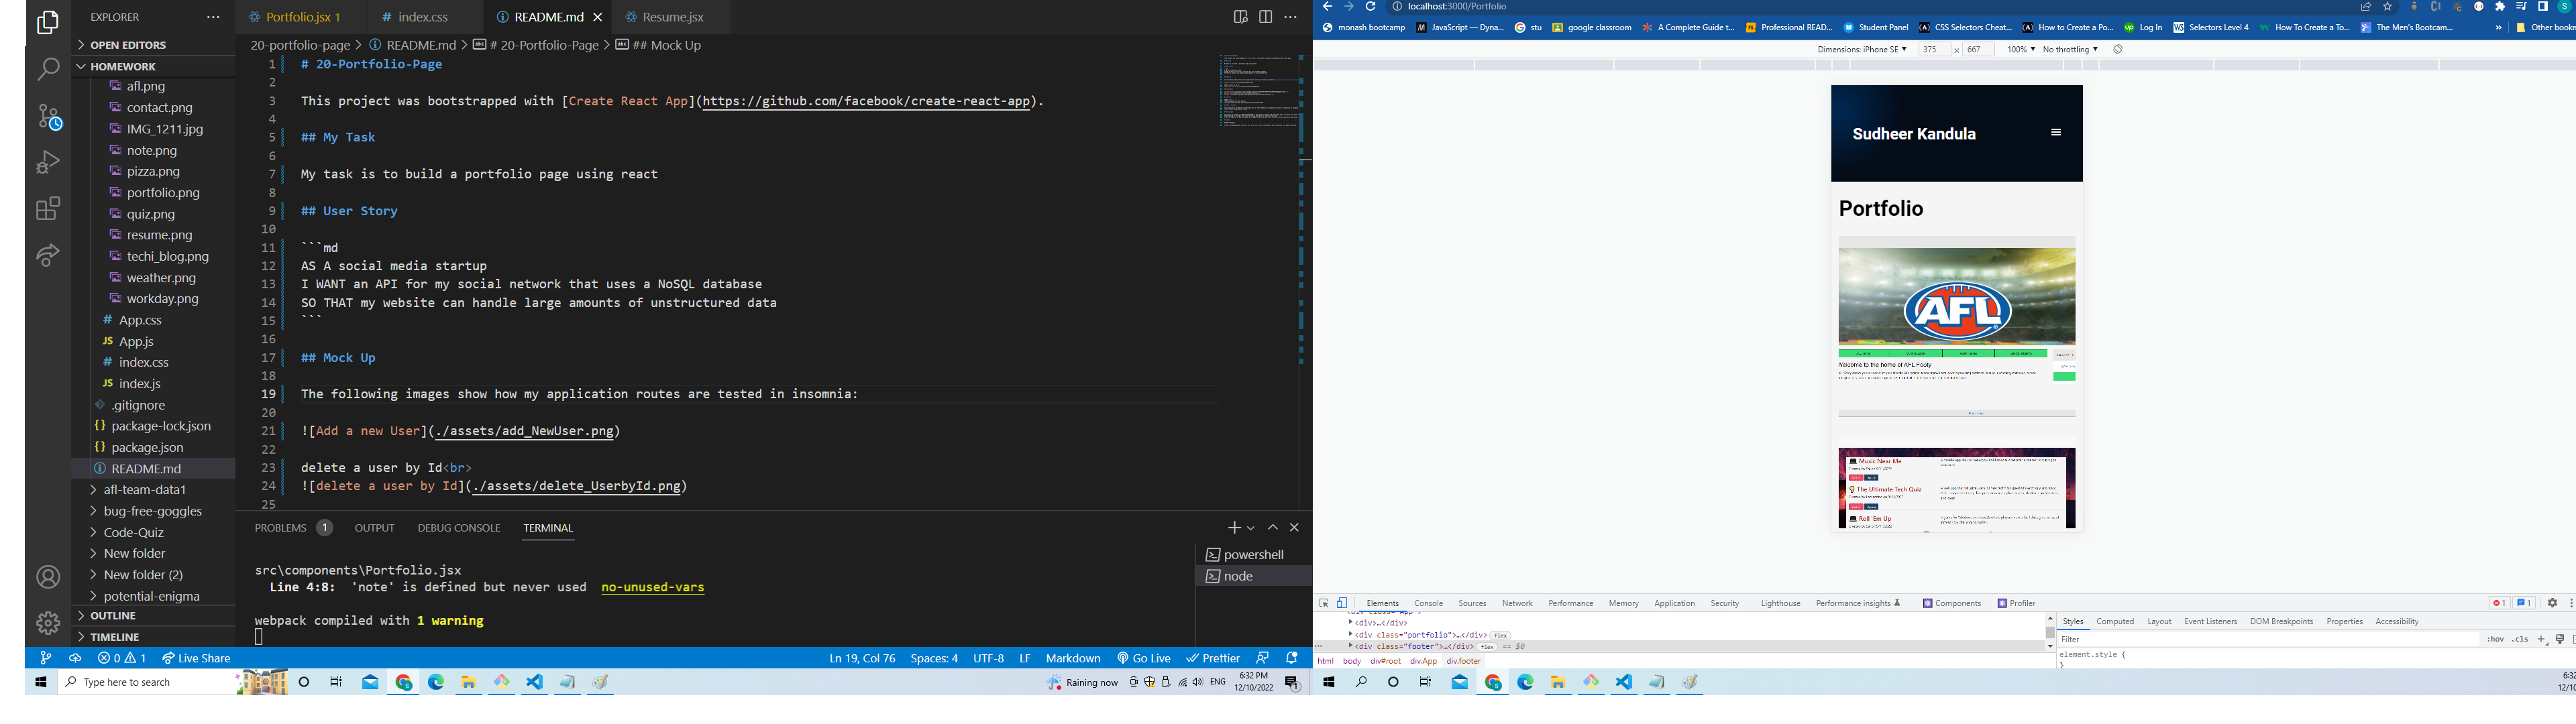 EXPLORER
OPEN EDITORS
HOMEWORK
afl.png
contact.png
IMG_1211.jpg
note.png
pizza.png
portfolio.png
quiz.png
resume.png
techi_blog.png
weather.png
workday.png
# App.css
JS App.js
# index.css
JS index.js
.gitignore
{} package-lock.json
{} package.json
README.md
afl-team-data1
bug-free-goggles
Code-Quiz
New folder
New folder (2)
potential-enigma
OUTLINE
TIMELINE
Portfolio.jsx 1
# index.css
README.md
Resume.jsx
20-portfolio-page > README.md > # 20-Portfolio-Page > ## Mock Up
1 # 20-Portfolio-Page
2
3 This project was bootstrapped with [Create React App](https://github.com/facebook/create-react-app).
4
5 ## My Task
6
7 My task is to build a portfolio page using react
8
9 ## User Story
10
11 ```md
12 AS A social media startup
13 I WANT an API for my social network that uses a NoSQL database
14 SO THAT my website can handle large amounts of unstructured data
15 ```
16
17 ## Mock Up
18
19 The following images show how my application routes are tested in insomnia:
20
21 ![Add a new User](./assets/add_NewUser.png)
22
23 delete a user by Id<br>
24 ![delete a user by Id](./assets/delete_UserbyId.png)
25
PROBLEMS 1 OUTPUT DEBUG CONSOLE TERMINAL
powershell
node
src\components\Portfolio.jsx
Line 4:8: 'note' is defined but never used no-unused-vars
webpack compiled with 1 warning
0 1 Live Share
Ln 19, Col 76 Spaces: 4 UTF-8 LF Markdown Go Live Prettier
Type here to search
Raining now ENG 6:32 PM
12/10/2022
1
localhost:3000/Portfolio
monash bootcamp JavaScript — Dyna... stu google classroom A Complete Guide t... Professional READ... Student Panel CSS Selectors Cheat... How to Create a Po... Log In Selectors Level 4 How To Create a To... The Men's Bootcam... » Other bookn
Dimensions: iPhone SE 375 × 667 100% No throttling
Sudheer Kandula
Portfolio
AFL
Welcome to the home of AFL Footy
Music Near Me
The Ultimate Tech Quiz
Roll 'Em Up
Elements Console Sources Network Performance Memory Application Security Lighthouse Performance insights Components Profiler
1 1
<div class="App">
<div>…</div>
<div class="portfolio">…</div> flex
<div class="footer">…</div> flex == $0
html body div#root div.App div.footer
Styles Computed Layout Event Listeners DOM Breakpoints Properties Accessibility
Filter :hov .cls
element.style {
}
6:32
12/10